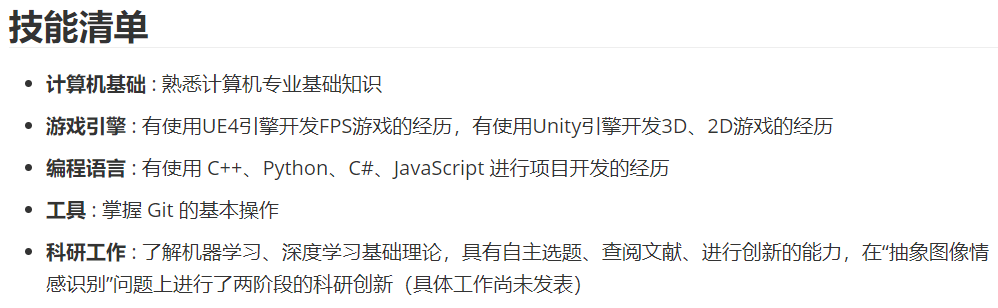 技能清单
计算机基础 : 熟悉计算机专业基础知识
游戏引擎 : 有使用UE4引擎开发FPS游戏的经历，有使用Unity引擎开发3D、2D游戏的经历
编程语言 : 有使用 C++、Python、C#、JavaScript 进行项目开发的经历
工具 : 掌握 Git 的基本操作
科研工作 : 了解机器学习、深度学习基础理论，具有自主选题、查阅文献、进行创新的能力，在“抽象图像情
感识别”问题上进行了两阶段的科研创新（具体工作尚未发表）